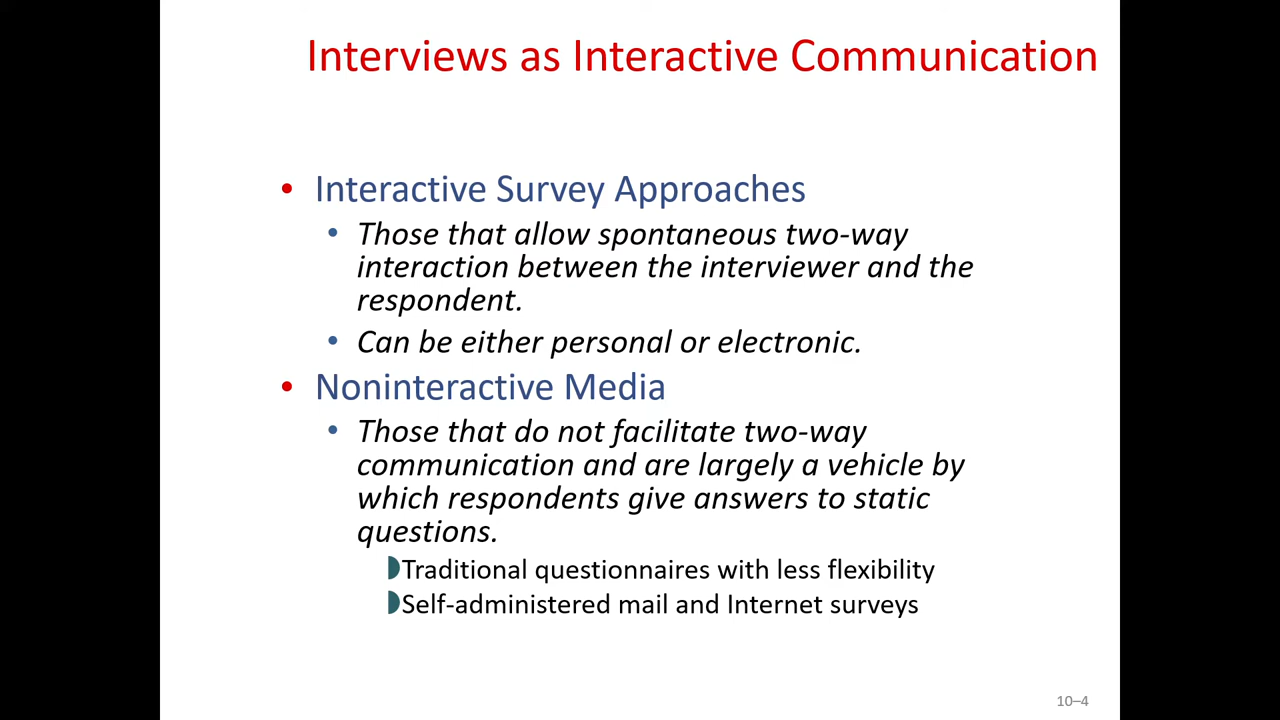 Interviews as Interactive Communication
• Interactive Survey Approaches
• Those that allow spontaneous two-way
interaction between the interviewer and the
respondent.
• Can be either personal or electronic.
• Noninteractive Media
• Those that do not facilitate two-way
communication and are largely a vehicle by
which respondents give answers to static
questions.
◗Traditional questionnaires with less flexibility
◗Self-administered mail and Internet surveys
10–4